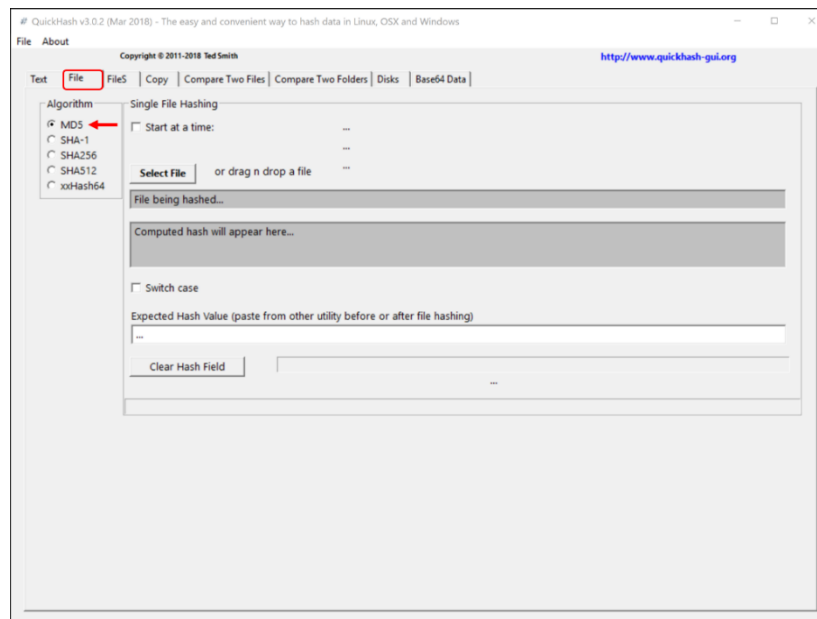 QuickHash v3.0.2 (Mar 2018) - The easy and convenient way to hash data in Linux, OSX and Windows
File About
Copyright © 2011-2018 Ted Smith http://www.quickhash-gui.org
Text File FileS Copy Compare Two Files Compare Two Folders Disks Base64 Data
Algorithm
MD5
SHA-1
SHA256
SHA512
xxHash64
Single File Hashing
Start at a time: ...
...
Select File or drag n drop a file ...
File being hashed...
Computed hash will appear here...
Switch case
Expected Hash Value (paste from other utility before or after file hashing)
...
Clear Hash Field
...